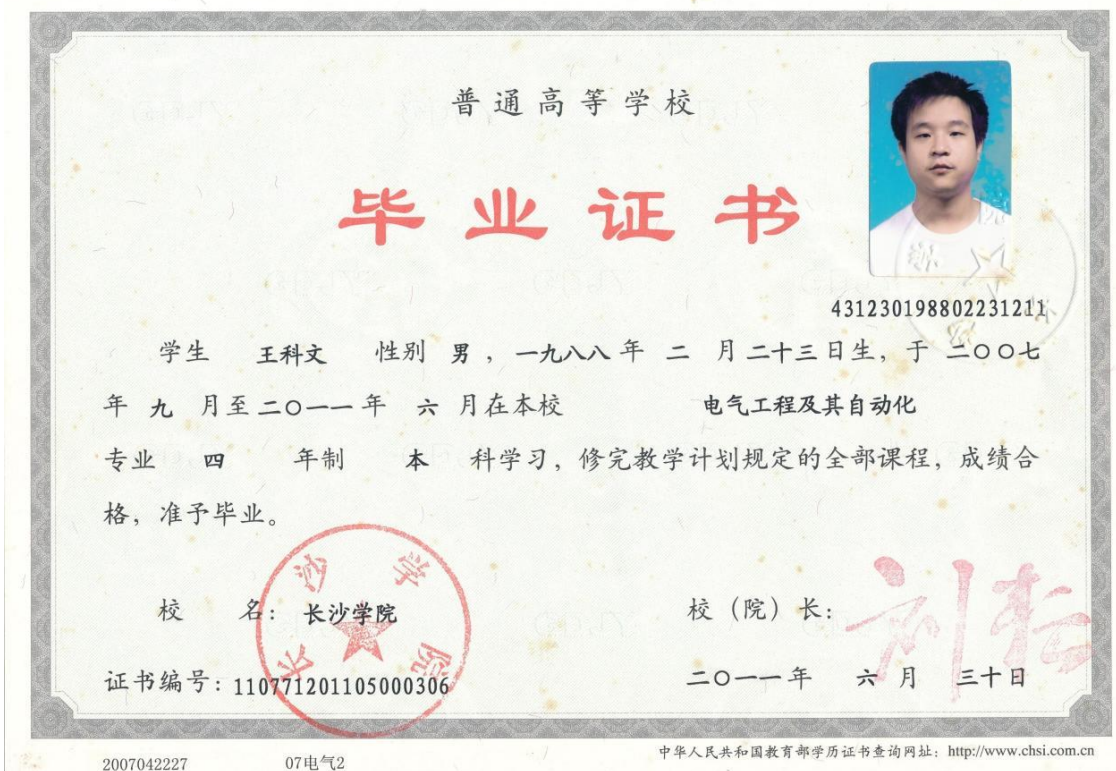 普通高等学校
毕业证书
431230198802231211
学生 王科文 性别 男，一九八八年 二 月二十三日生，于 二〇〇七
年 九 月至二〇一一年 六 月在本校 电气工程及其自动化
专业 四 年制 本 科学习，修完教学计划规定的全部课程，成绩合
格，准予毕业。
长沙学院
校 名：长沙学院 校（院）长：
证书编号：110771201105000306 二〇一一年 六 月 三十日
2007042227 07电气2 中华人民共和国教育部学历证书查询网址：http://www.chsi.com.cn